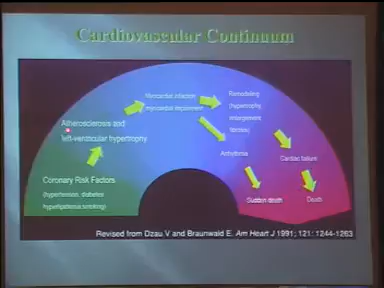 Cardiovascular Continuum
Myocardial infarction
myocardial impairment
Remodeling
(hypertrophy
enlargement
fibrosis)
Atherosclerosis and
left-ventricular hypertrophy
Arrhythmia
Cardiac failure
Coronary Risk Factors
(hypertension, diabetes
hyperlipidemia smoking)
Sudden death
Death
Revised from Dzau V and Braunwald E. Am Heart J 1991; 121: 1244-1263